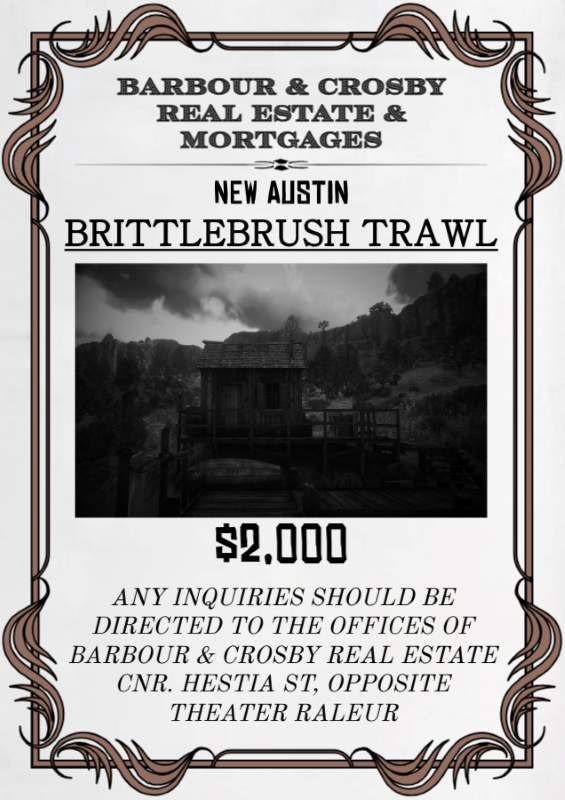 BARBOUR & CROSBY
REAL ESTATE &
MORTGAGES
NEW AUSTIN
BRITTLEBRUSH TRAWL
$2,000
ANY INQUIRIES SHOULD BE
DIRECTED TO THE OFFICES OF
BARBOUR & CROSBY REAL ESTATE
CNR. HESTIA ST, OPPOSITE
THEATER RALEUR